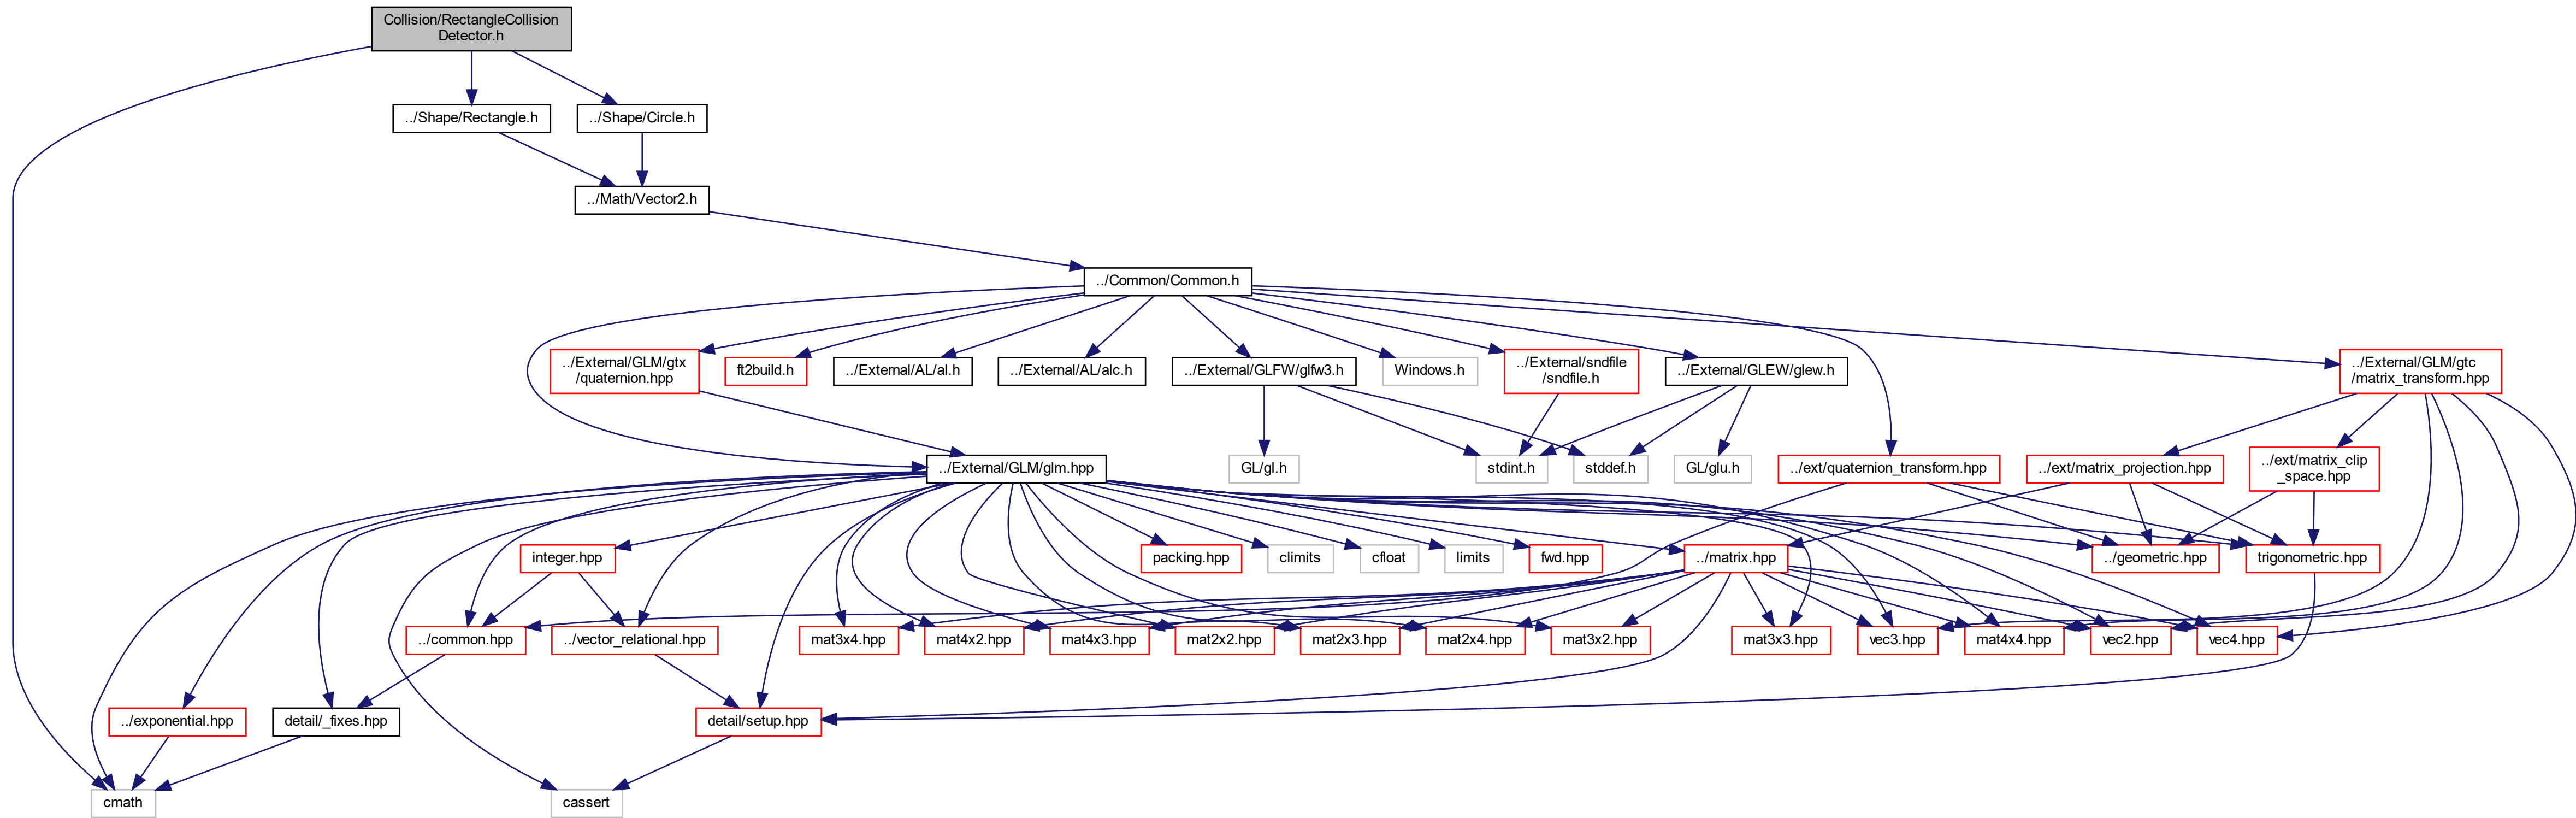 Collision/RectangleCollision
Detector.h
../Shape/Rectangle.h
../Shape/Circle.h
../Math/Vector2.h
../Common/Common.h
../External/GLM/gtx
/quaternion.hpp
ft2build.h
../External/AL/al.h
../External/AL/alc.h
../External/GLFW/glfw3.h
Windows.h
../External/sndfile
/sndfile.h
../External/GLEW/glew.h
../External/GLM/gtc
/matrix_transform.hpp
../External/GLM/glm.hpp
GL/gl.h
stdint.h
stddef.h
GL/glu.h
../ext/quaternion_transform.hpp
../ext/matrix_projection.hpp
../ext/matrix_clip
_space.hpp
integer.hpp
packing.hpp
climits
cfloat
limits
fwd.hpp
../matrix.hpp
../geometric.hpp
trigonometric.hpp
../common.hpp
../vector_relational.hpp
mat3x4.hpp
mat4x2.hpp
mat4x3.hpp
mat2x2.hpp
mat2x3.hpp
mat2x4.hpp
mat3x2.hpp
mat3x3.hpp
vec3.hpp
mat4x4.hpp
vec2.hpp
vec4.hpp
../exponential.hpp
detail/_fixes.hpp
detail/setup.hpp
cmath
cassert